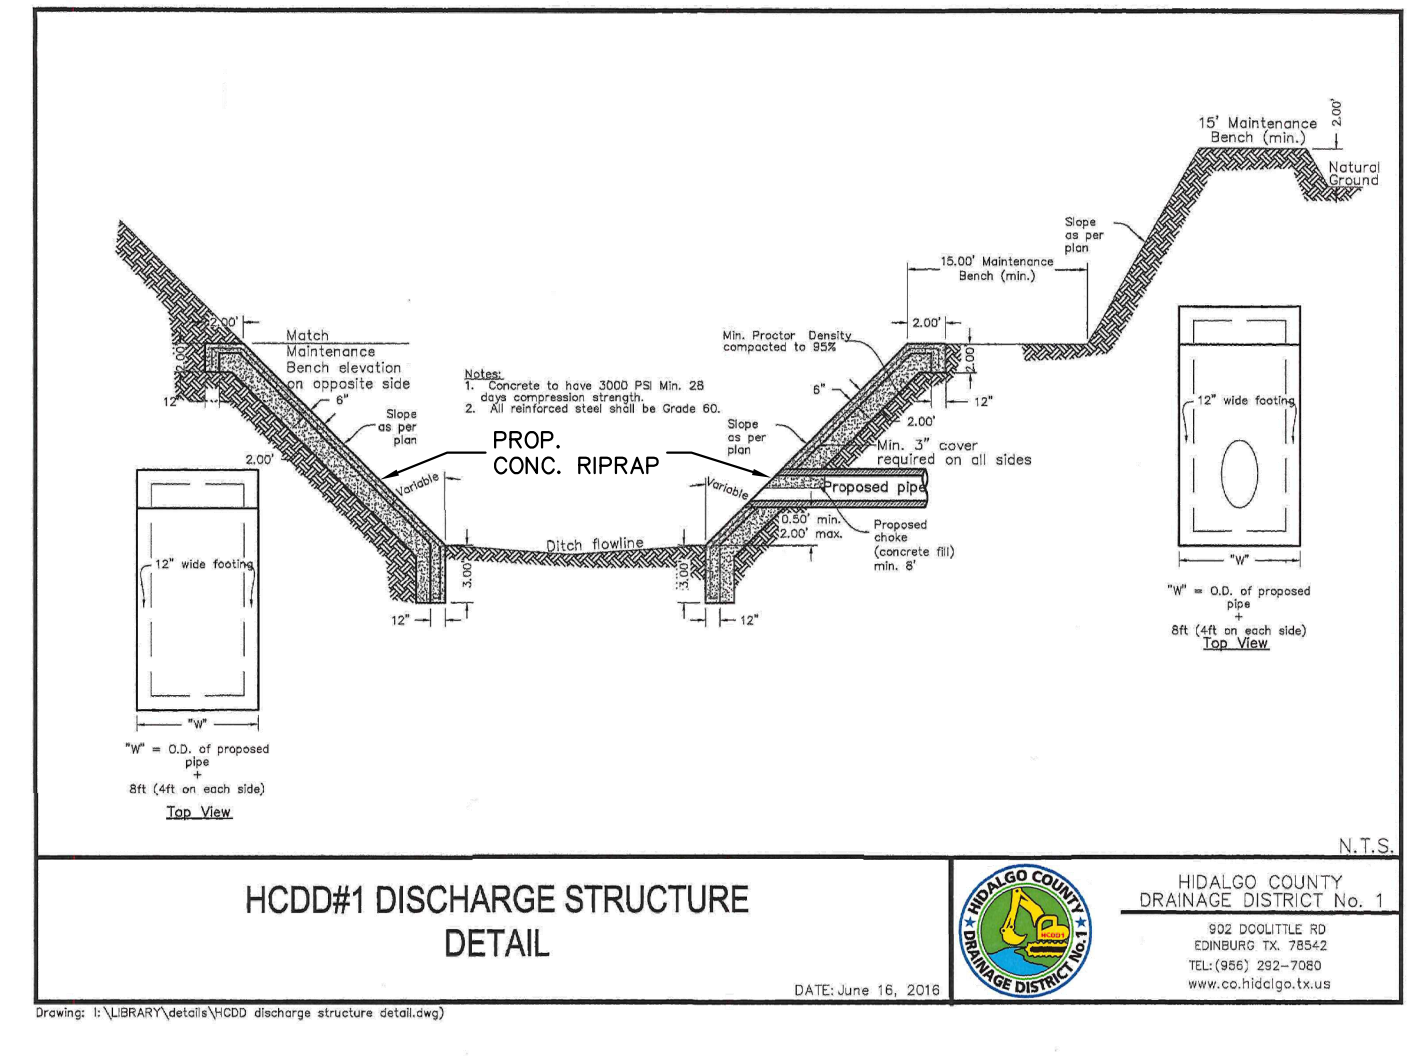 15' Maintenance
Bench (min.)
2.00'
Natural
Ground
Slope
as per
plan
15.00' Maintenance
Bench (min.)
2.00'
Match
Maintenance
Bench elevation
on opposite side
2.00'
2.00'
12"
6"
Slope
as per
plan
2.00'
Notes:
1. Concrete to have 3000 PSI Min. 28
days compression strength.
2. All reinforced steel shall be Grade 60.
PROP.
CONC. RIPRAP
Min. Proctor Density
compacted to 95%
2.00'
2.00'
6"
12"
2.00'
Slope
as per
plan
Min. 3" cover
required on all sides
Variable
Variable
Proposed pipe
0.50' min.
2.00' max.
Proposed
choke
(concrete fill)
min. 8'
Ditch flowline
3.00'
3.00'
12"
12"
12" wide footing
"W"
"W" = O.D. of proposed
pipe
+
8ft (4ft on each side)
Top View
12" wide footing
"W"
"W" = O.D. of proposed
pipe
+
8ft (4ft on each side)
Top View
N.T.S.
HCDD#1 DISCHARGE STRUCTURE
DETAIL
DATE: June 16, 2016
HIDALGO COUNTY
HCDD1
DRAINAGE DISTRICT No.1
HIDALGO COUNTY
DRAINAGE DISTRICT No. 1
902 DOOLITTLE RD
EDINBURG TX. 78542
TEL:(956) 292-7080
www.co.hidalgo.tx.us
Drawing: I:\LIBRARY\details\HCDD discharge structure detail.dwg)